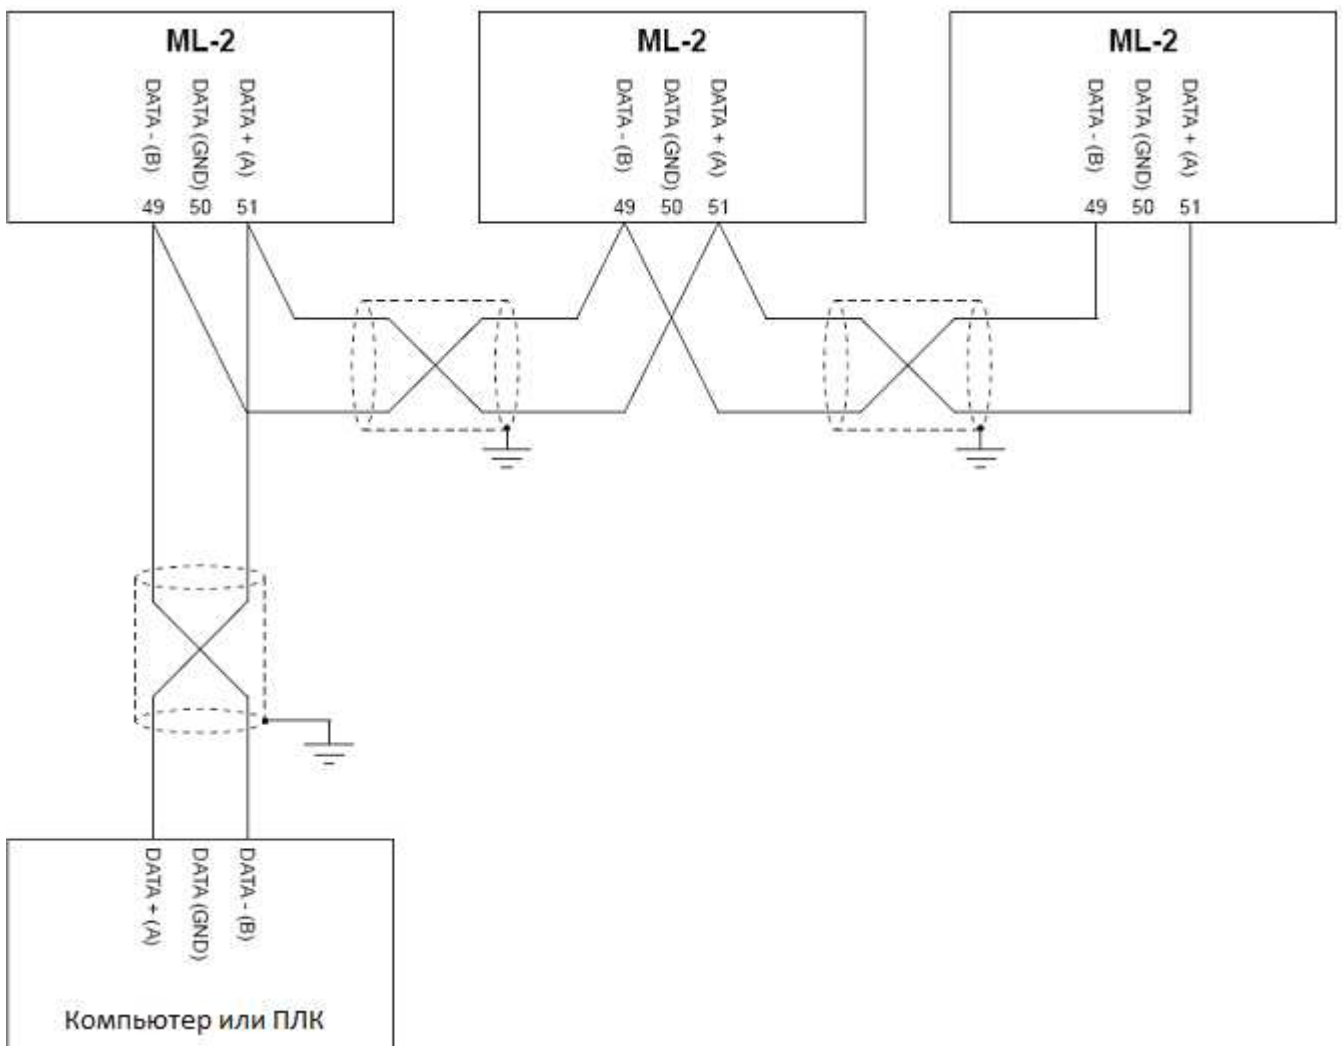 ML-2
DATA - (B)
DATA (GND)
DATA + (A)
49 50 51
ML-2
DATA - (B)
DATA (GND)
DATA + (A)
49 50 51
ML-2
DATA - (B)
DATA (GND)
DATA + (A)
49 50 51
DATA + (A)
DATA (GND)
DATA - (B)
Компьютер или ПЛК